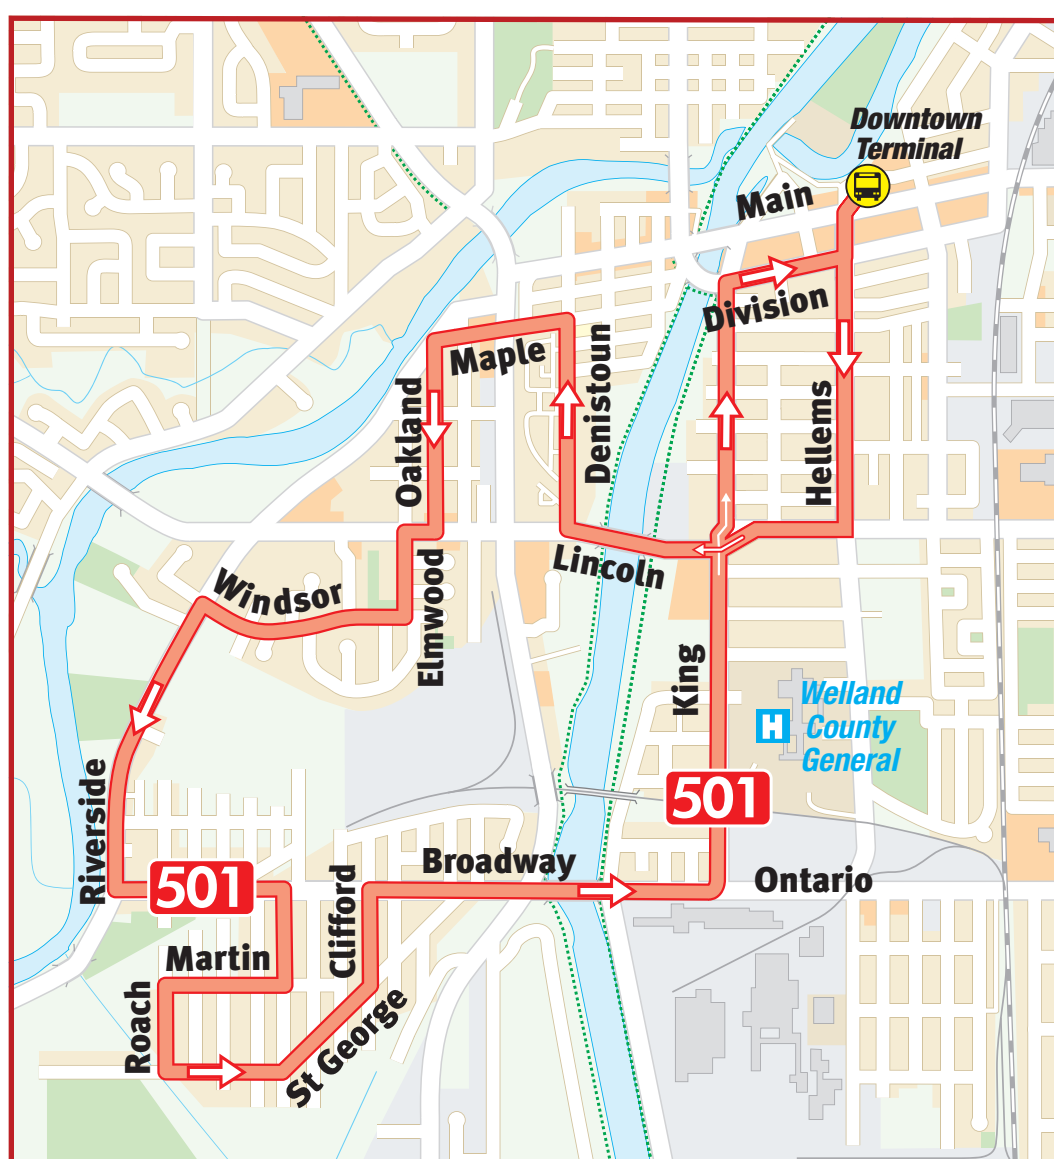 Downtown
Terminal
Main
Division
Maple
Denistoun
Oakland
Hellems
Lincoln
Windsor
Elmwood
King
H
Welland
County
General
Riverside
501
501
Broadway
Ontario
Clifford
Martin
Roach
St George